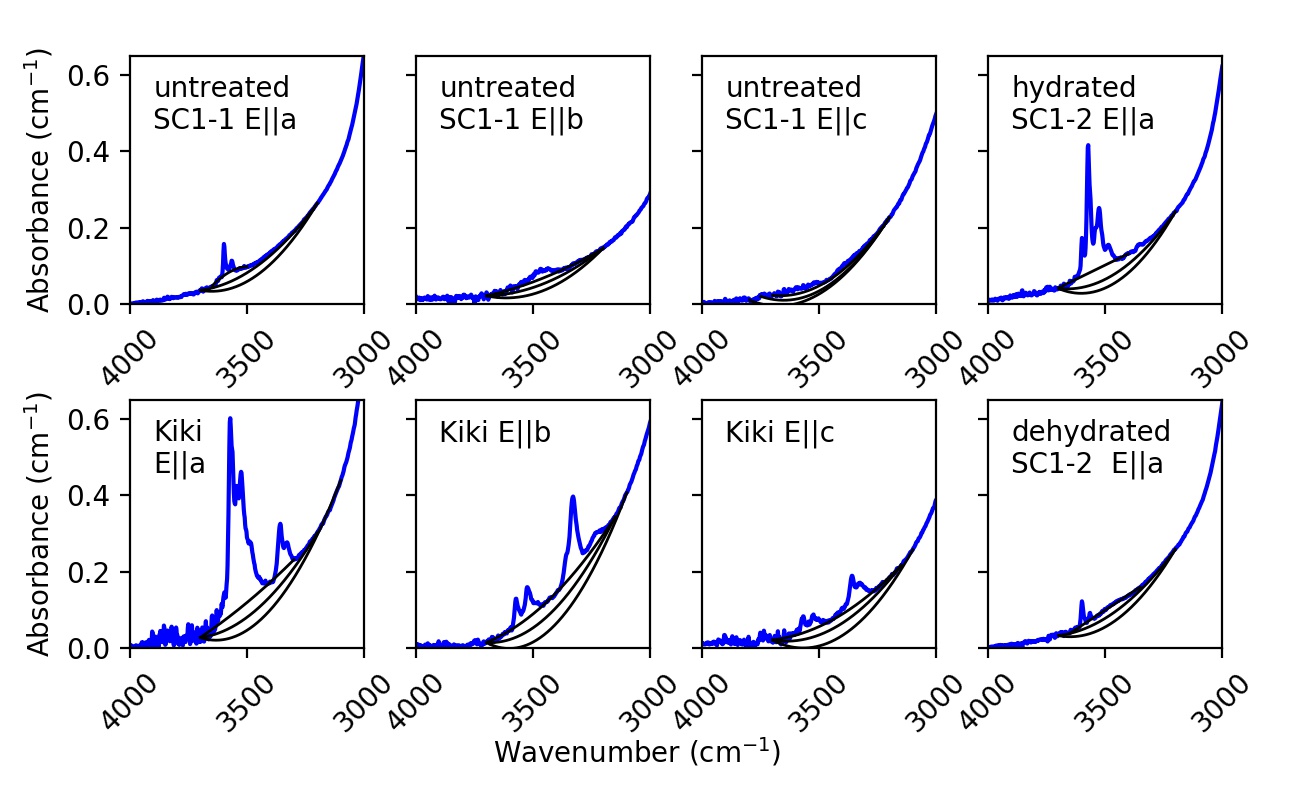 untreated
SC1-1 E||a
untreated
SC1-1 E||b
untreated
SC1-1 E||c
hydrated
SC1-2 E||a
Absorbance (cm⁻¹)
0.6
0.4
0.2
0.0
4000 3500 3000
4000 3500 3000
4000 3500 3000
4000 3500 3000
Kiki
E||a
Kiki E||b
Kiki E||c
dehydrated
SC1-2 E||a
Absorbance (cm⁻¹)
0.6
0.4
0.2
0.0
4000 3500 3000
4000 3500 3000
4000 3500 3000
4000 3500 3000
Wavenumber (cm⁻¹)